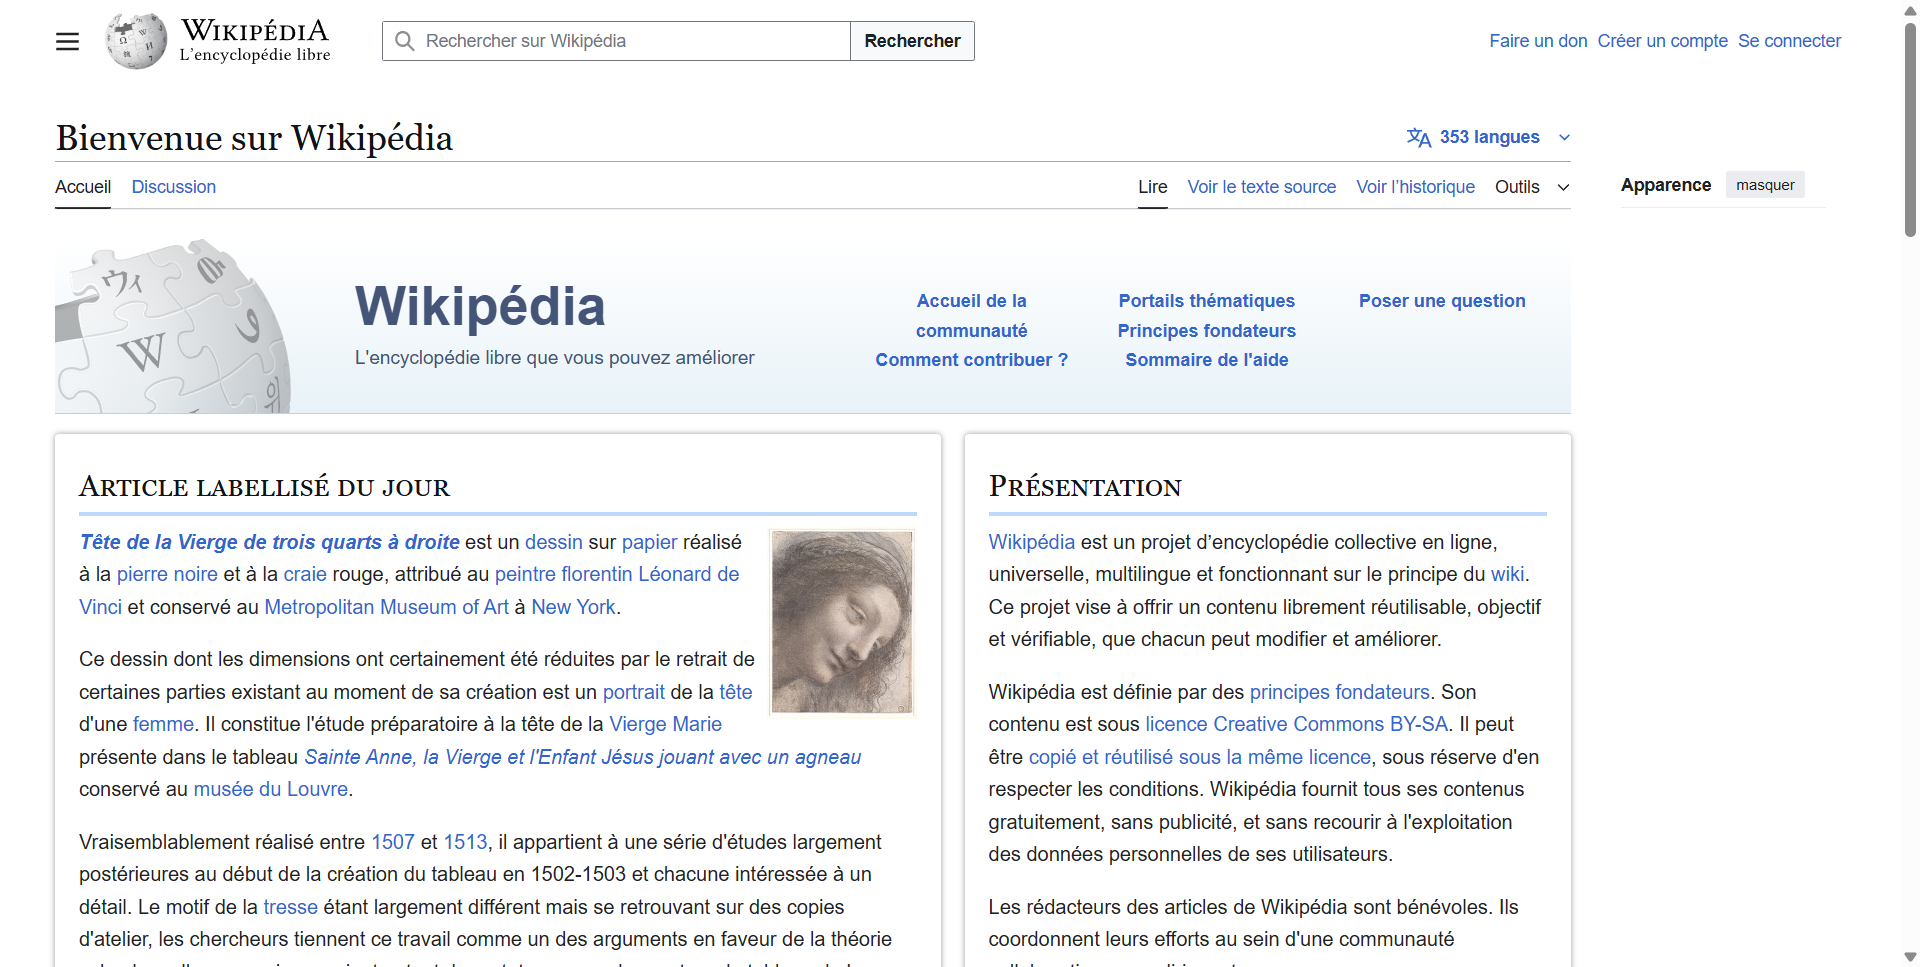 WIKIPÉDIA
L'encyclopédie libre
Rechercher sur Wikipédia
Rechercher
Faire un don Créer un compte Se connecter
Bienvenue sur Wikipédia
353 langues
Accueil Discussion
Lire Voir le texte source Voir l'historique Outils
Apparence masquer
Wikipédia
L'encyclopédie libre que vous pouvez améliorer
Accueil de la
communauté
Comment contribuer ?
Portails thématiques
Principes fondateurs
Sommaire de l'aide
Poser une question
Article labellisé du jour
Tête de la Vierge de trois quarts à droite est un dessin sur papier réalisé
à la pierre noire et à la craie rouge, attribué au peintre florentin Léonard de
Vinci et conservé au Metropolitan Museum of Art à New York.
Ce dessin dont les dimensions ont certainement été réduites par le retrait de
certaines parties existant au moment de sa création est un portrait de la tête
d'une femme. Il constitue l'étude préparatoire à la tête de la Vierge Marie
présente dans le tableau Sainte Anne, la Vierge et l'Enfant Jésus jouant avec un agneau
conservé au musée du Louvre.
Vraisemblablement réalisé entre 1507 et 1513, il appartient à une série d'études largement
postérieures au début de la création du tableau en 1502-1503 et chacune intéressée à un
détail. Le motif de la tresse étant largement différent mais se retrouvant sur des copies
d'atelier, les chercheurs tiennent ce travail comme un des arguments en faveur de la théorie
Présentation
Wikipédia est un projet d’encyclopédie collective en ligne,
universelle, multilingue et fonctionnant sur le principe du wiki.
Ce projet vise à offrir un contenu librement réutilisable, objectif
et vérifiable, que chacun peut modifier et améliorer.
Wikipédia est définie par des principes fondateurs. Son
contenu est sous licence Creative Commons BY-SA. Il peut
être copié et réutilisé sous la même licence, sous réserve d'en
respecter les conditions. Wikipédia fournit tous ses contenus
gratuitement, sans publicité, et sans recourir à l'exploitation
des données personnelles de ses utilisateurs.
Les rédacteurs des articles de Wikipédia sont bénévoles. Ils
coordonnent leurs efforts au sein d'une communauté